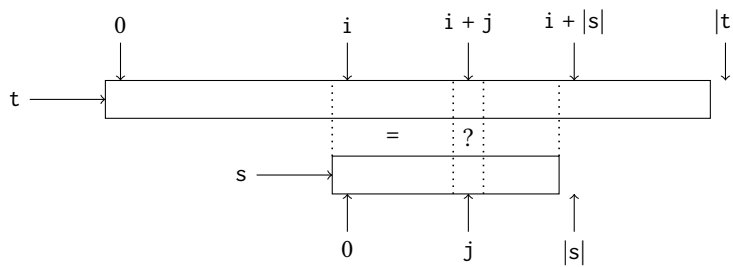 0 i i + j i + |s| |t
t
= ?
s
0 j |s|